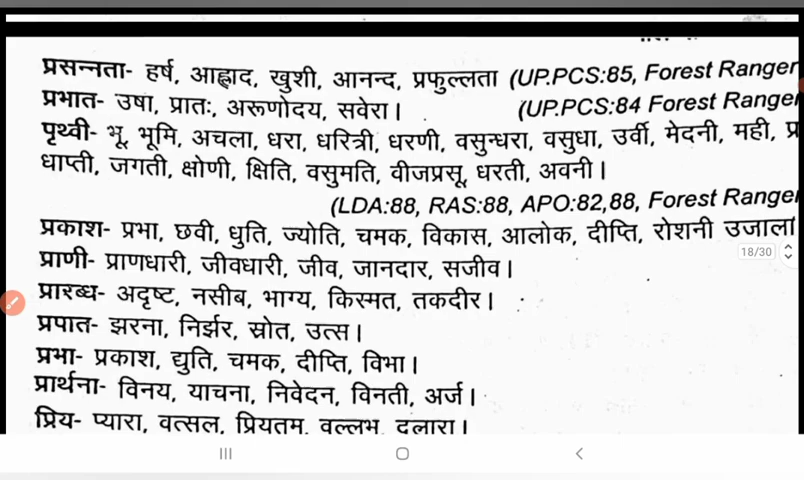 प्रसन्नता- हर्ष, आह्लाद, खुशी, आनन्द, प्रफुल्लता (UP.PCS:85, Forest Ranger
प्रभात- उषा, प्रातः, अरूणोदय, सवेरा। (UP.PCS:84 Forest Ranger
पृथ्वी- भू, भूमि, अचला, धरा, धरित्री, धरणी, वसुन्धरा, वसुधा, उर्वी, मेदनी, मही, प्र
धाप्ती, जगती, क्षोणी, क्षिति, वसुमति, वीजप्रसू, धरती, अवनी।
(LDA:88, RAS:88, APO:82,88, Forest Ranger
प्रकाश- प्रभा, छवी, धुति, ज्योति, चमक, विकास, आलोक, दीप्ति, रोशनी उजाला
18/30
प्राणी- प्राणधारी, जीवधारी, जीव, जानदार, सजीव।
प्रारब्ध- अदृष्ट, नसीब, भाग्य, किस्मत, तकदीर।
प्रपात- झरना, निर्झर, स्रोत, उत्स।
प्रभा- प्रकाश, द्युति, चमक, दीप्ति, विभा।
प्रार्थना- विनय, याचना, निवेदन, विनती, अर्ज।
प्रिय- प्यारा, वत्सल, प्रियतम, वल्लभ, दुलारा।